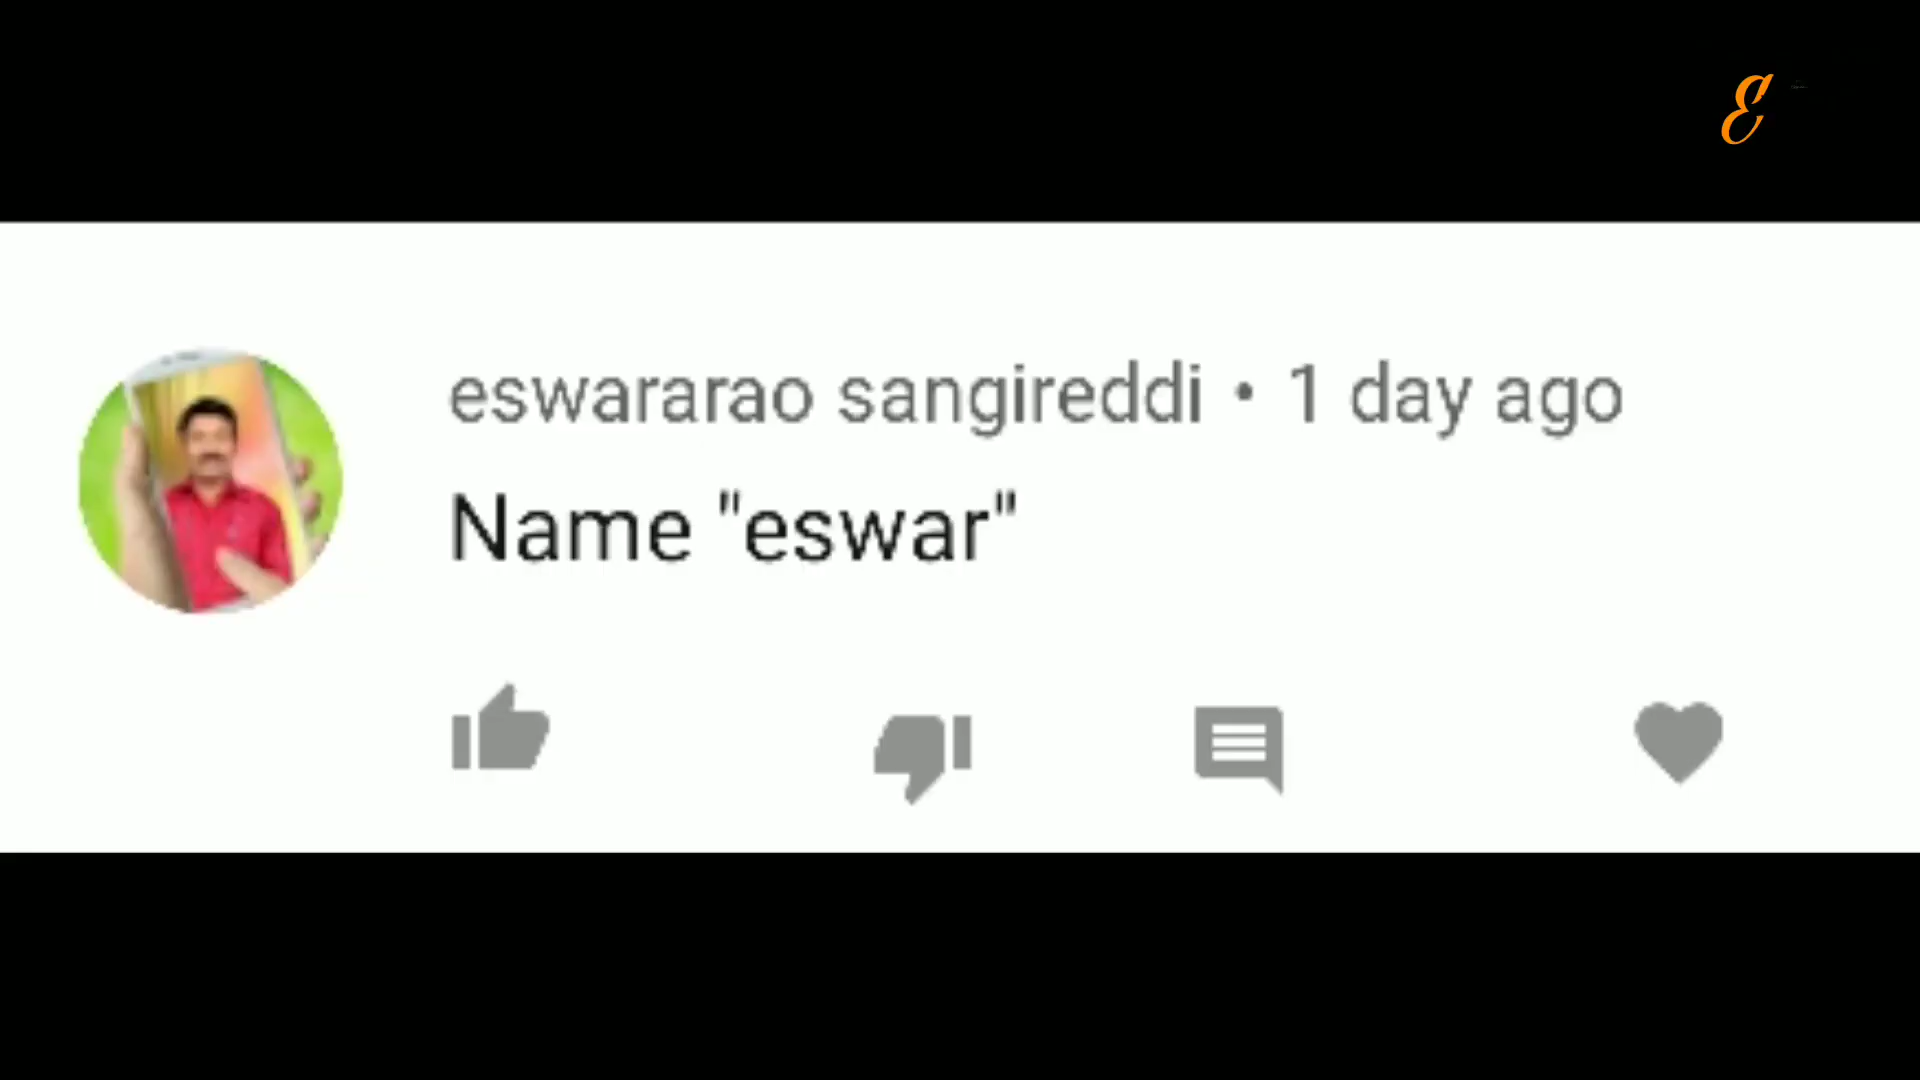 E
eswararao sangireddi • 1 day ago
Name "eswar"